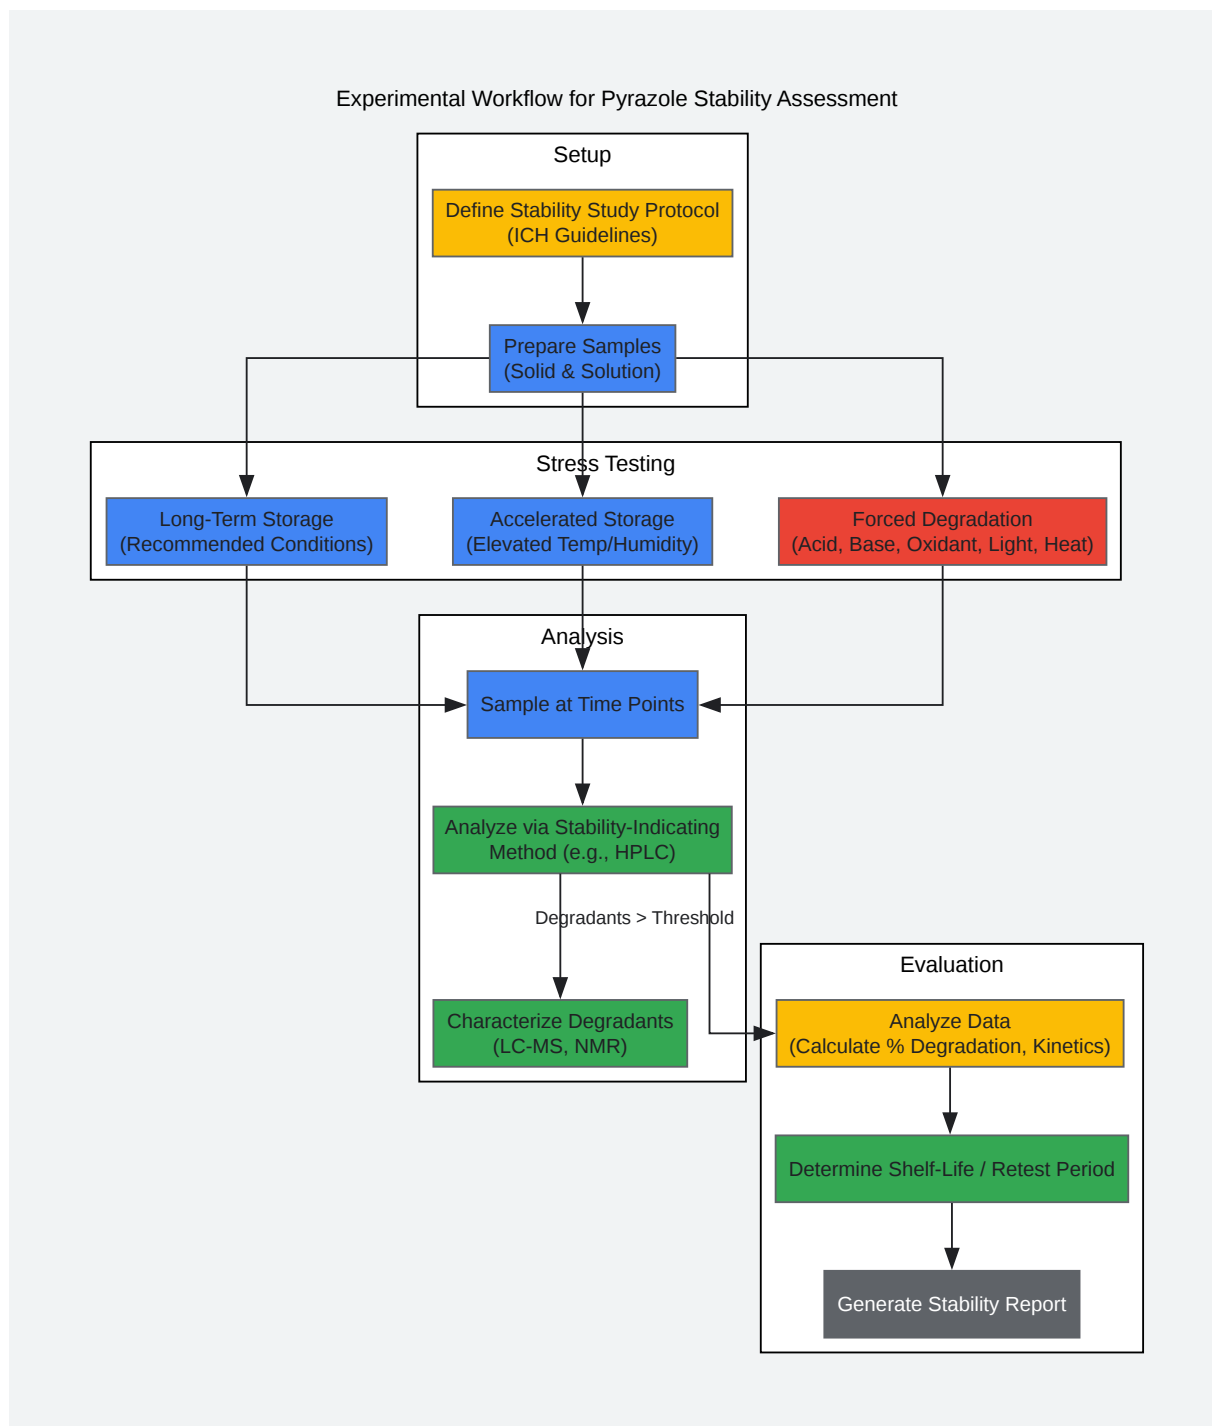 Experimental Workflow for Pyrazole Stability Assessment
Setup
Define Stability Study Protocol
(ICH Guidelines)
Prepare Samples
(Solid & Solution)
Stress Testing
Long-Term Storage
(Recommended Conditions)
Accelerated Storage
(Elevated Temp/Humidity)
Forced Degradation
(Acid, Base, Oxidant, Light, Heat)
Analysis
Sample at Time Points
Analyze via Stability-Indicating
Method (e.g., HPLC)
Degradants > Threshold
Characterize Degradants
(LC-MS, NMR)
Evaluation
Analyze Data
(Calculate % Degradation, Kinetics)
Determine Shelf-Life / Retest Period
Generate Stability Report